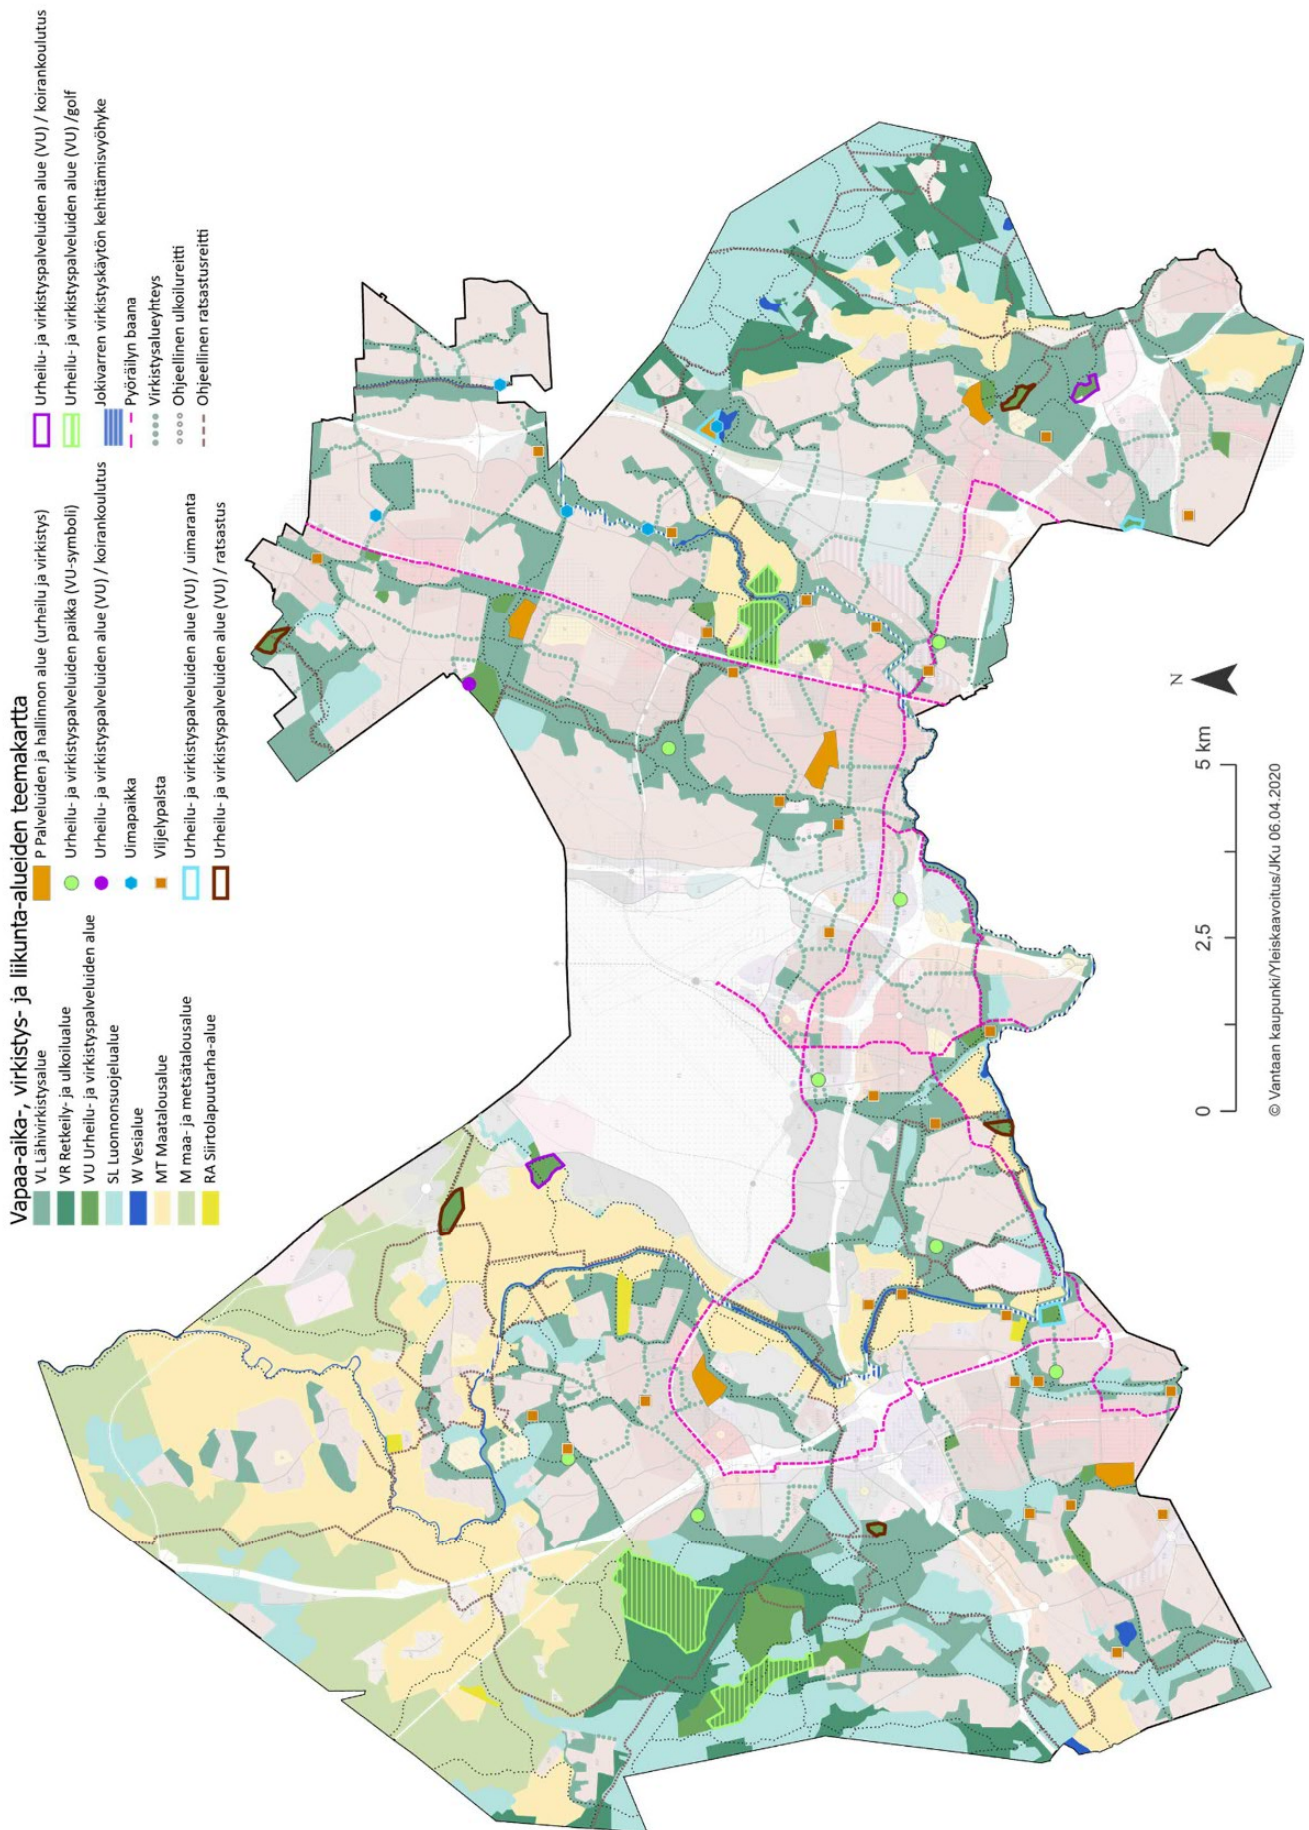 Vapaa-aika-, virkistys- ja liikunta-alueiden teemakartta
VL Lähivirkistysalue
VR Retkeily- ja ulkoilualue
VU Urheilu- ja virkistyspalveluiden alue
SL Luonnonsuojelualue
W Vesialue
MT Maatalousalue
M maa- ja metsätalousalue
RA Siirtolapuutarha-alue
P Palveluiden ja hallinnon alue (urheilu ja virkistys)
Urheilu- ja virkistyspalveluiden paikka (VU-symboli)
Urheilu- ja virkistyspalveluiden alue (VU) / koirankoulutus
Uimapaikka
Viljelypalsta
Urheilu- ja virkistyspalveluiden alue (VU) / uimaranta
Urheilu- ja virkistyspalveluiden alue (VU) / ratsastus
Urheilu- ja virkistyspalveluiden alue (VU) / koirankoulutus
Urheilu- ja virkistyspalveluiden alue (VU) /golf
Jokivarren virkistyskäytön kehittämisvyöhyke
Pyöräilyn baana
Virkistysalueyhteys
Ohjeellinen ulkoilureitti
Ohjeellinen ratsastusreitti
N
0 2,5 5 km
© Vantaan kaupunki/Yleiskaavoitus/JKu 06.04.2020